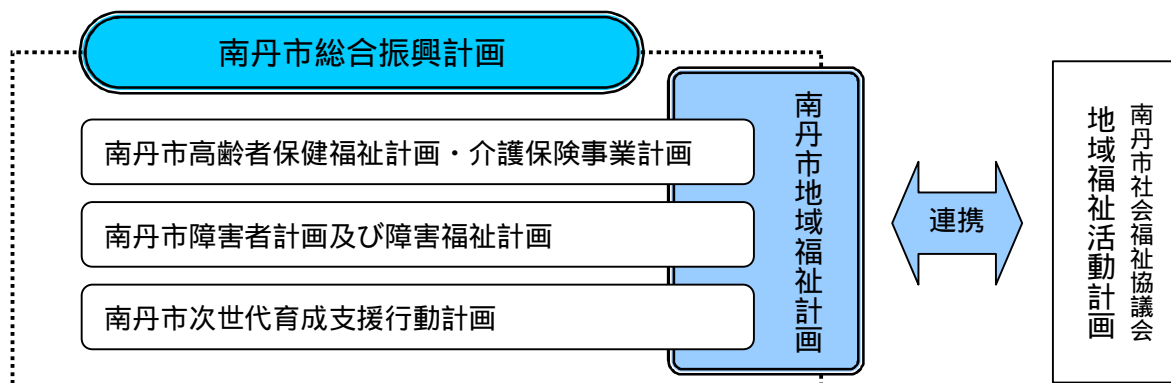 南丹市総合振興計画
南丹市高齢者保健福祉計画・介護保険事業計画
南丹市障害者計画及び障害福祉計画
南丹市次世代育成支援行動計画
南丹市地域福祉計画
連携
南丹市社会福祉協議会
地域福祉活動計画